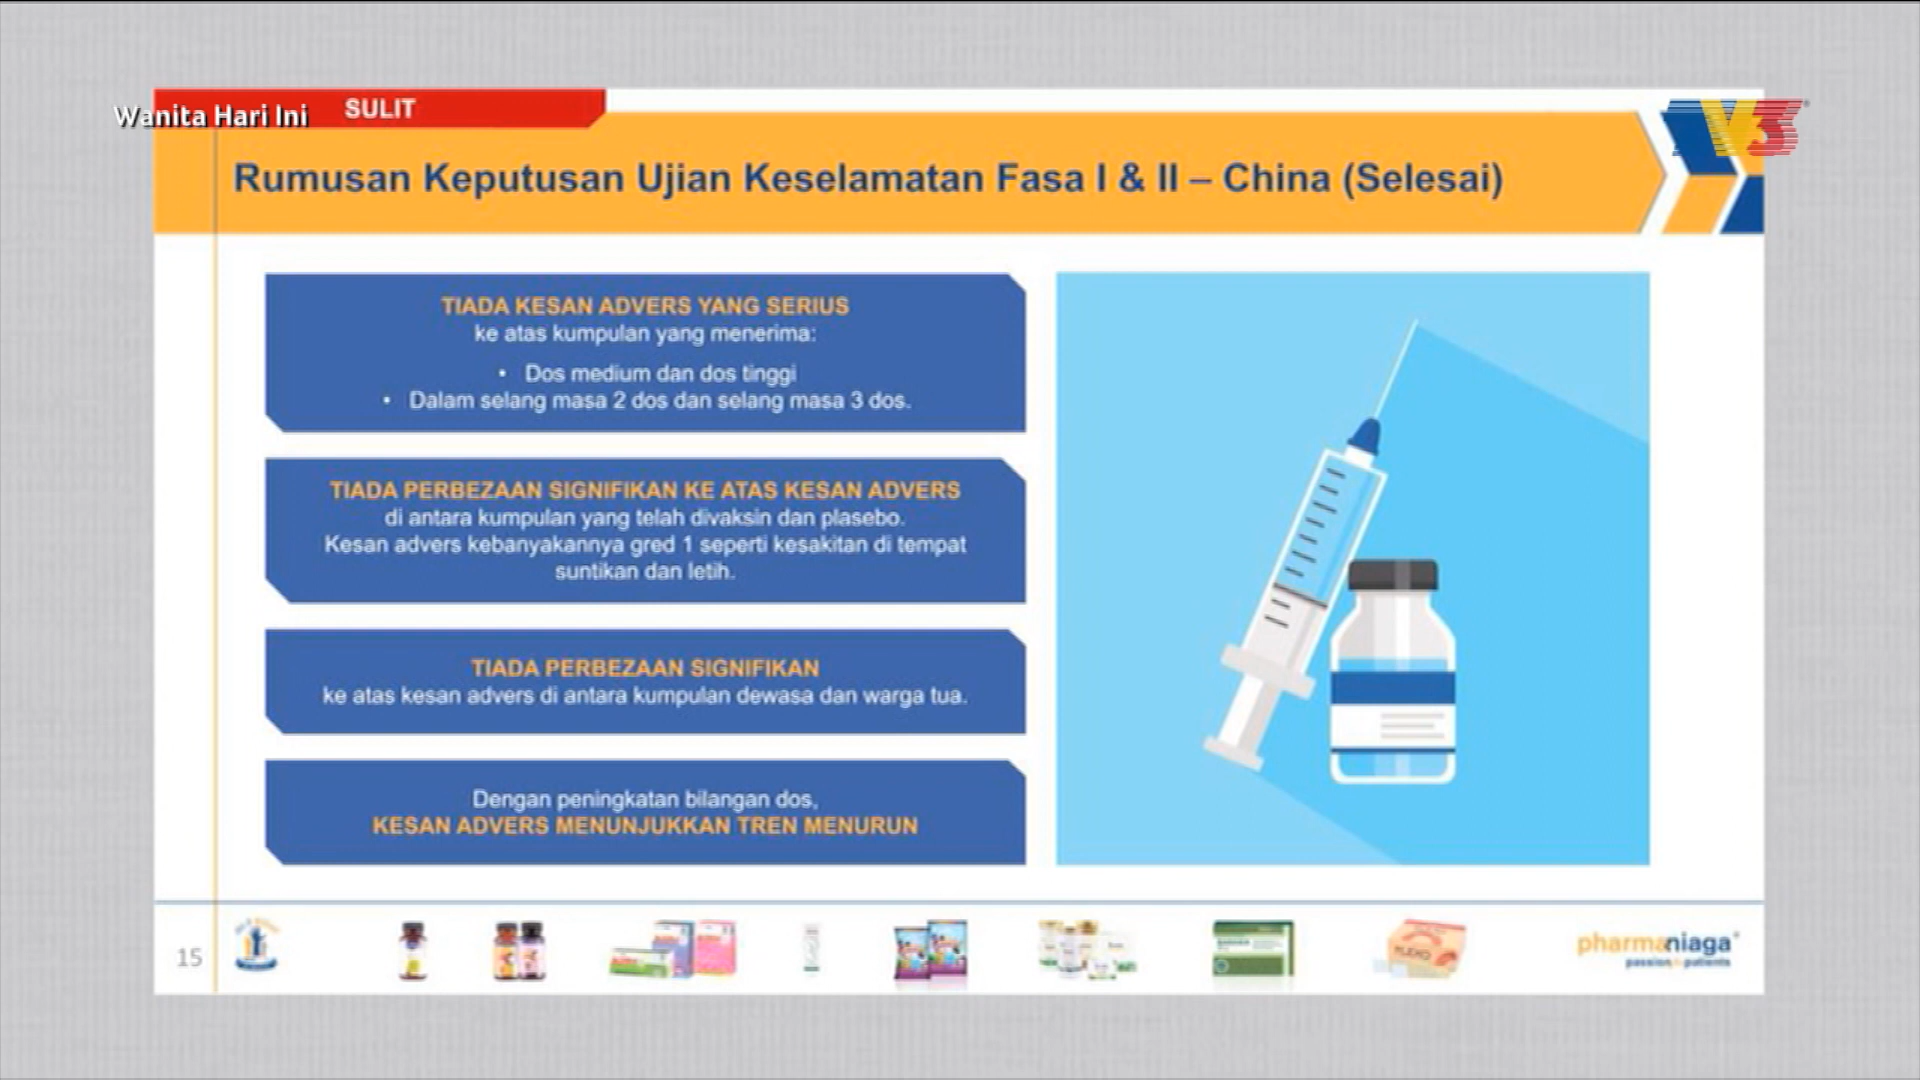 Wanita Hari Ini
SULIT
TV3
Rumusan Keputusan Ujian Keselamatan Fasa I & II – China (Selesai)
TIADA KESAN ADVERS YANG SERIUS
ke atas kumpulan yang menerima:
• Dos medium dan dos tinggi
• Dalam selang masa 2 dos dan selang masa 3 dos.
TIADA PERBEZAAN SIGNIFIKAN KE ATAS KESAN ADVERS
di antara kumpulan yang telah divaksin dan plasebo.
Kesan advers kebanyakannya gred 1 seperti kesakitan di tempat
suntikan dan letih.
TIADA PERBEZAAN SIGNIFIKAN
ke atas kesan advers di antara kumpulan dewasa dan warga tua.
Dengan peningkatan bilangan dos,
KESAN ADVERS MENUNJUKKAN TREN MENURUN
15
pharmaniaga